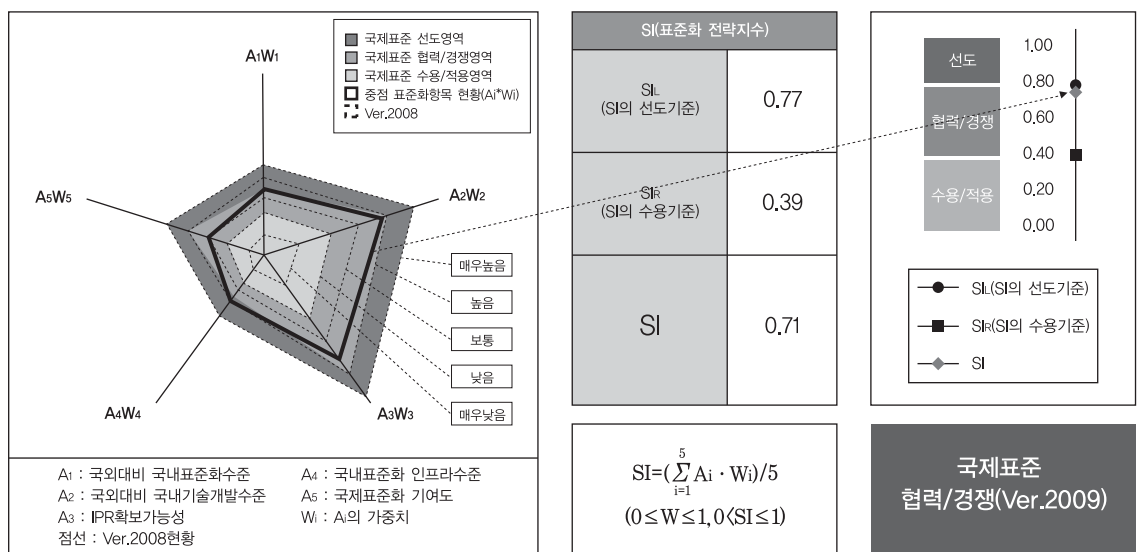 국제표준 선도영역
국제표준 협력/경쟁영역
국제표준 수용/적용영역
중점 표준화항목 현황(Ai*Wi)
Ver.2008
A1W1
A2W2
A3W3
A4W4
A5W5
매우높음
높음
보통
낮음
매우낮음
A1 : 국외대비 국내표준화수준
A2 : 국외대비 국내기술개발수준
A3 : IPR확보가능성
점선 : Ver.2008현황
A4 : 국내표준화 인프라수준
A5 : 국제표준화 기여도
Wi : Ai의 가중치
SI(표준화 전략지수)
SIL
(SI의 선도기준)
0.77
SIR
(SI의 수용기준)
0.39
SI
0.71
SI=(∑Ai · Wi)/5
5
i=1
(0≤W≤1, 0<SI≤1)
선도
협력/경쟁
수용/적용
1.00
0.80
0.60
0.40
0.20
0.00
SIL(SI의 선도기준)
SIR(SI의 수용기준)
SI
국제표준
협력/경쟁(Ver.2009)